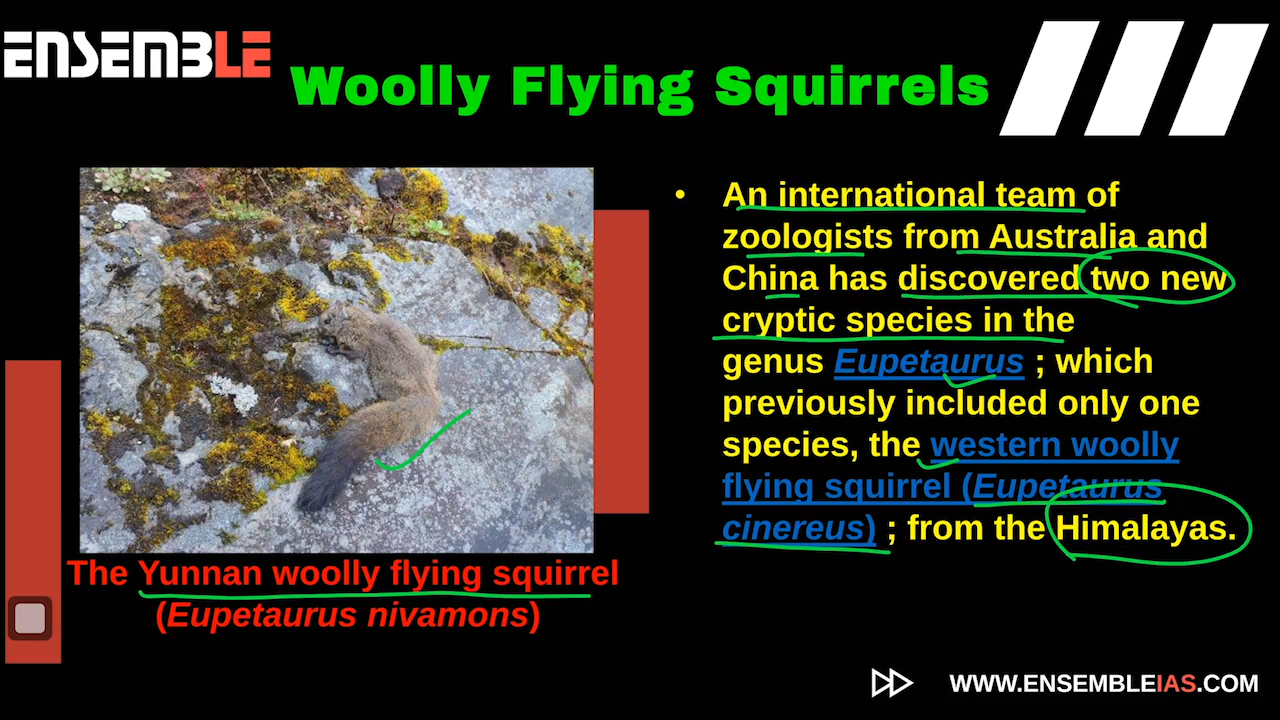 ENSEMBLE
Woolly Flying Squirrels
• An international team of
zoologists from Australia and
China has discovered two new
cryptic species in the
genus Eupetaurus ; which
previously included only one
species, the western woolly
flying squirrel (Eupetaurus
cinereus) ; from the Himalayas.
The Yunnan woolly flying squirrel
(Eupetaurus nivamons)
WWW.ENSEMBLEIAS.COM